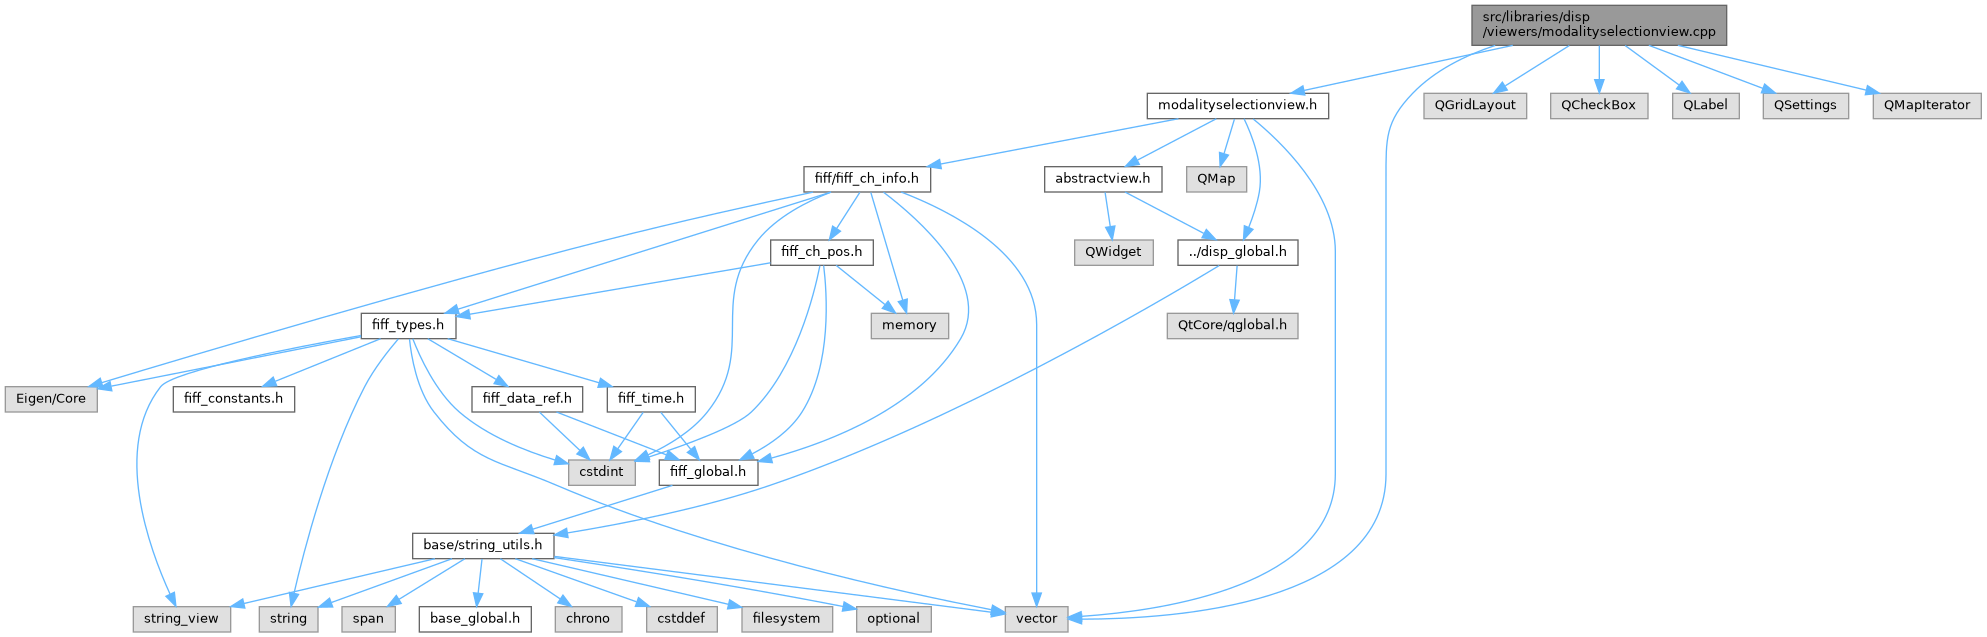 src/libraries/disp
/viewers/modalityselectionview.cpp
modalityselectionview.h
QGridLayout
QCheckBox
QLabel
QSettings
QMapIterator
fiff/fiff_ch_info.h
abstractview.h
QMap
fiff_ch_pos.h
QWidget
../disp_global.h
fiff_types.h
memory
QtCore/qglobal.h
Eigen/Core
fiff_constants.h
fiff_data_ref.h
fiff_time.h
cstdint
fiff_global.h
base/string_utils.h
string_view
string
span
base_global.h
chrono
cstddef
filesystem
optional
vector